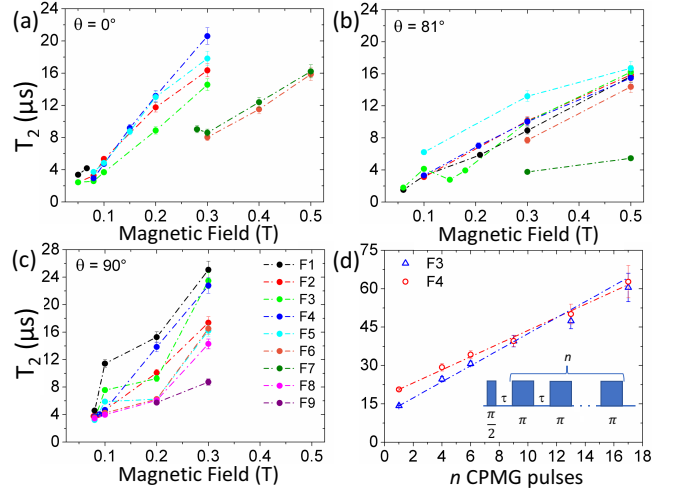 (a)
θ = 0°
24
20
16
12
8
4
0
T₂ (µs)
0.1 0.2 0.3 0.4 0.5
Magnetic Field (T)
(b)
θ = 81°
24
20
16
12
8
4
0
0.1 0.2 0.3 0.4 0.5
Magnetic Field (T)
(c)
θ = 90°
28
24
20
16
12
8
4
0
T₂ (µs)
F1
F2
F3
F4
F5
F6
F7
F8
F9
0.1 0.2 0.3 0.4 0.5
Magnetic Field (T)
(d)
F3
F4
75
60
45
30
15
0
n
τ τ
π/2 π π π
0 2 4 6 8 10 12 14 16 18
n CPMG pulses